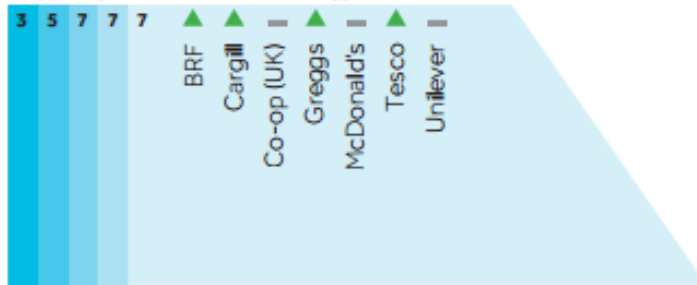 3 5 7 7 7
BRF
Cargill
Co-op (UK)
Greggs
McDonald's
Tesco
Unilever